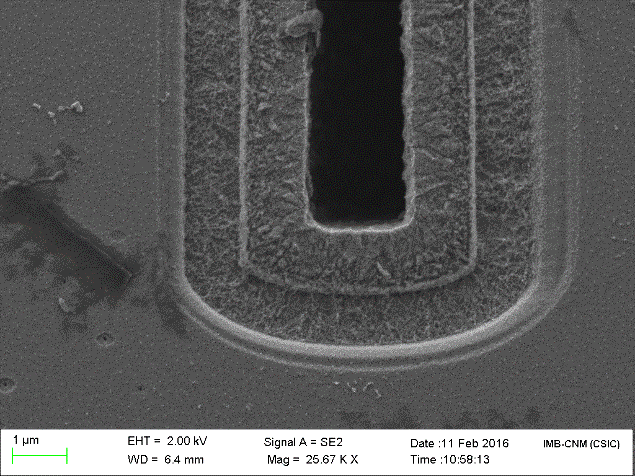 1 µm
EHT = 2.00 kV
Signal A = SE2
Date :11 Feb 2016
IMB-CNM (CSIC)
WD = 6.4 mm
Mag = 25.67 K X
Time :10:58:13